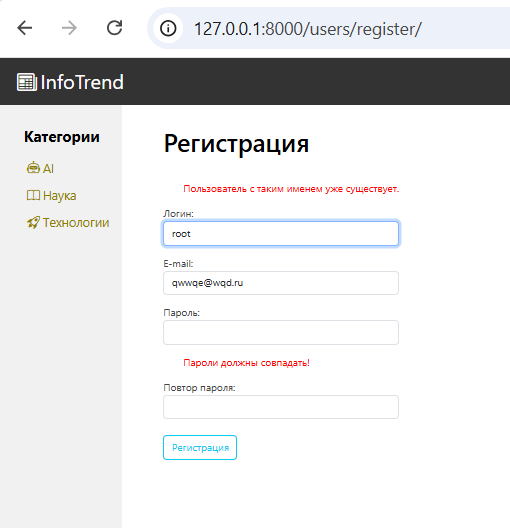 127.0.0.1:8000/users/register/
InfoTrend
Категории
AI
Наука
Технологии
Регистрация
Пользователь с таким именем уже существует.
Логин:
root
E-mail:
qwwqe@wqd.ru
Пароль:
Пароли должны совпадать!
Повтор пароля:
Регистрация